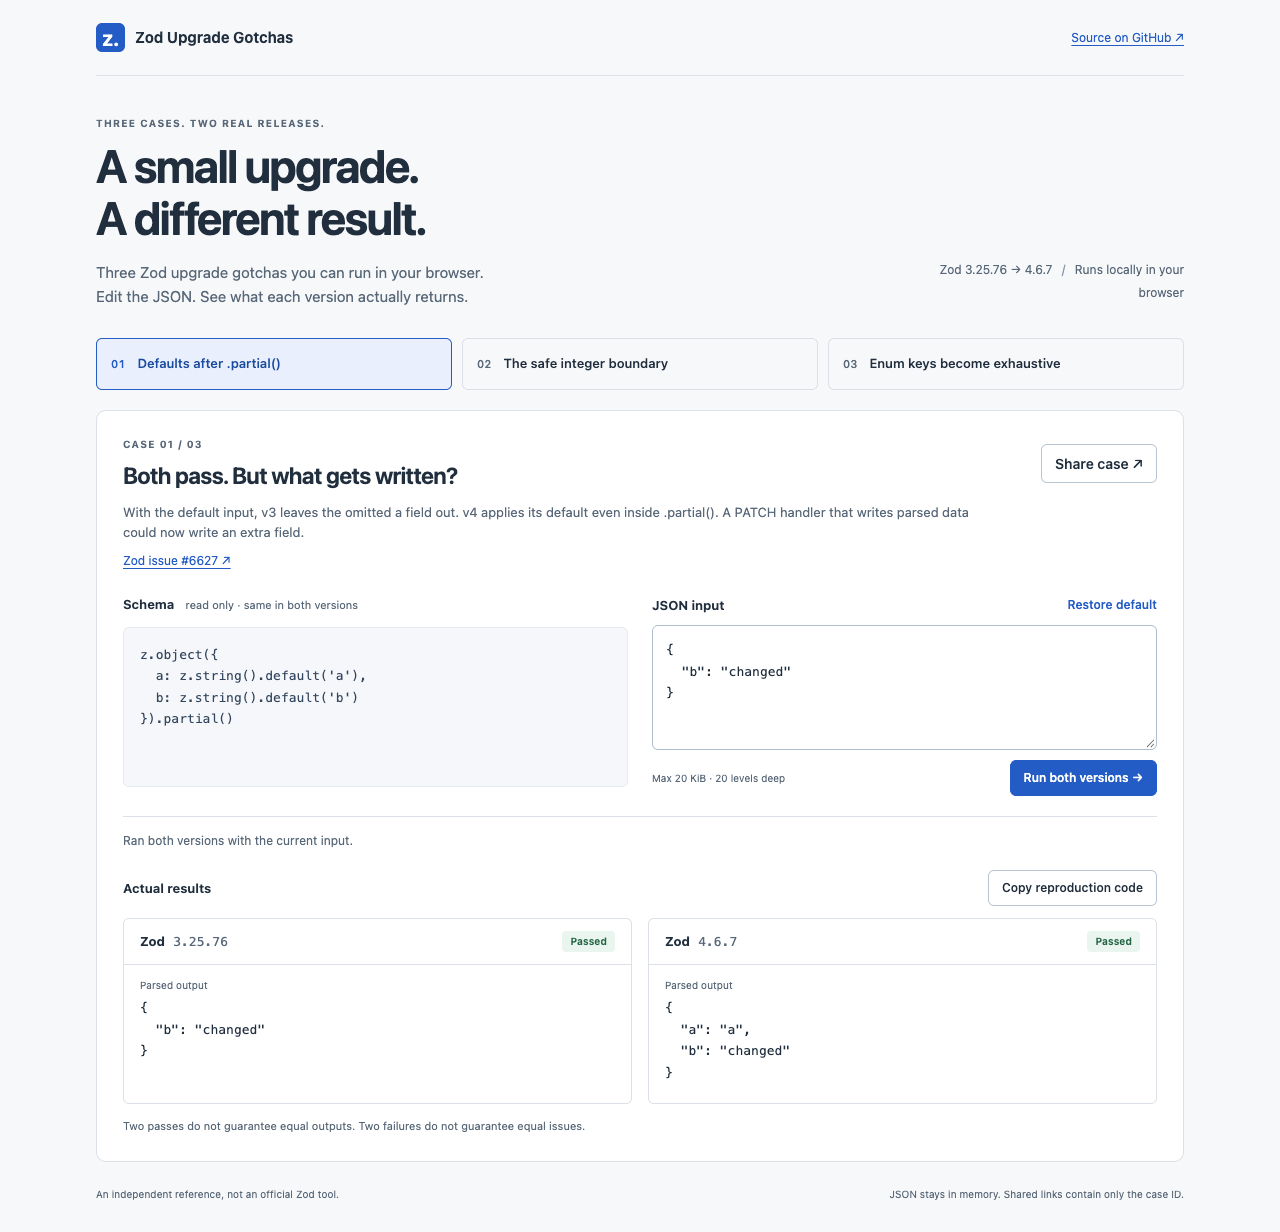 z.
Zod Upgrade Gotchas
Source on GitHub ↗
THREE CASES. TWO REAL RELEASES.
A small upgrade.
A different result.
Three Zod upgrade gotchas you can run in your browser.
Edit the JSON. See what each version actually returns.
Zod 3.25.76 → 4.6.7 / Runs locally in your
browser
01 Defaults after .partial()
02 The safe integer boundary
03 Enum keys become exhaustive
CASE 01 / 03
Both pass. But what gets written?
Share case ↗
With the default input, v3 leaves the omitted a field out. v4 applies its default even inside .partial(). A PATCH handler that writes parsed data
could now write an extra field.
Zod issue #6627 ↗
Schema read only · same in both versions
z.object({
  a: z.string().default('a'),
  b: z.string().default('b')
}).partial()
JSON input
Restore default
{
  "b": "changed"
}
Max 20 KiB · 20 levels deep
Run both versions →
Ran both versions with the current input.
Actual results
Copy reproduction code
Zod 3.25.76
Passed
Parsed output
{
  "b": "changed"
}
Zod 4.6.7
Passed
Parsed output
{
  "a": "a",
  "b": "changed"
}
Two passes do not guarantee equal outputs. Two failures do not guarantee equal issues.
An independent reference, not an official Zod tool.
JSON stays in memory. Shared links contain only the case ID.